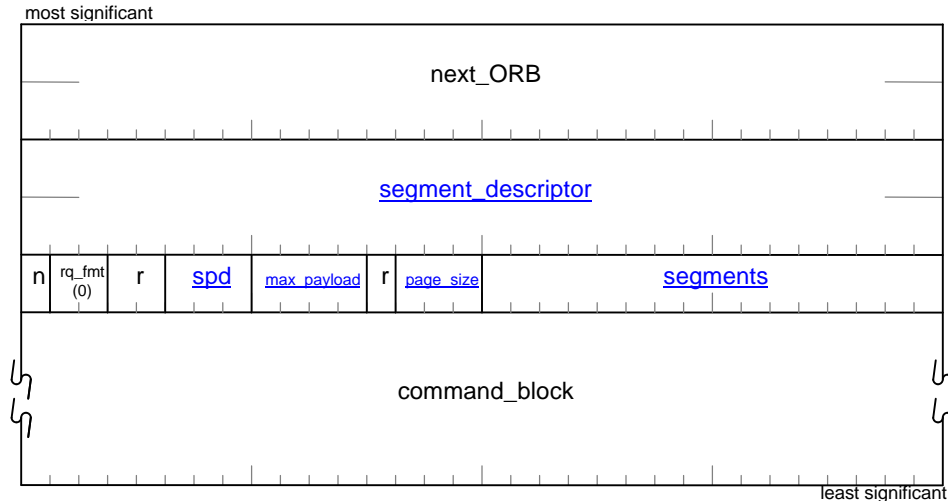 most significant
next_ORB
segment_descriptor
n rq_fmt (0) r spd max_payload r page_size segments
command_block
least significant